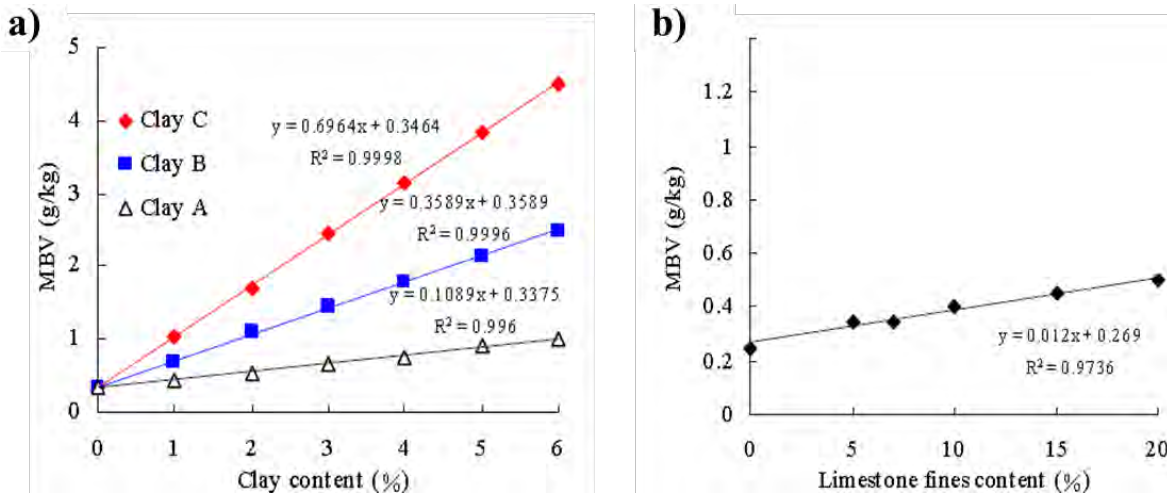 a)
5
4
3
2
1
0
MBV (g/kg)
Clay C
Clay B
Clay A
y = 0.6964x + 0.3464
R² = 0.9998
y = 0.3589x + 0.3589
R² = 0.9996
y = 0.1089x + 0.3375
R² = 0.996
0 1 2 3 4 5 6
Clay content (%)
b)
1.2
1
0.8
0.6
0.4
0.2
0
MBV (g/kg)
y = 0.012x + 0.269
R² = 0.9736
0 5 10 15 20
Limestone fines content (%)